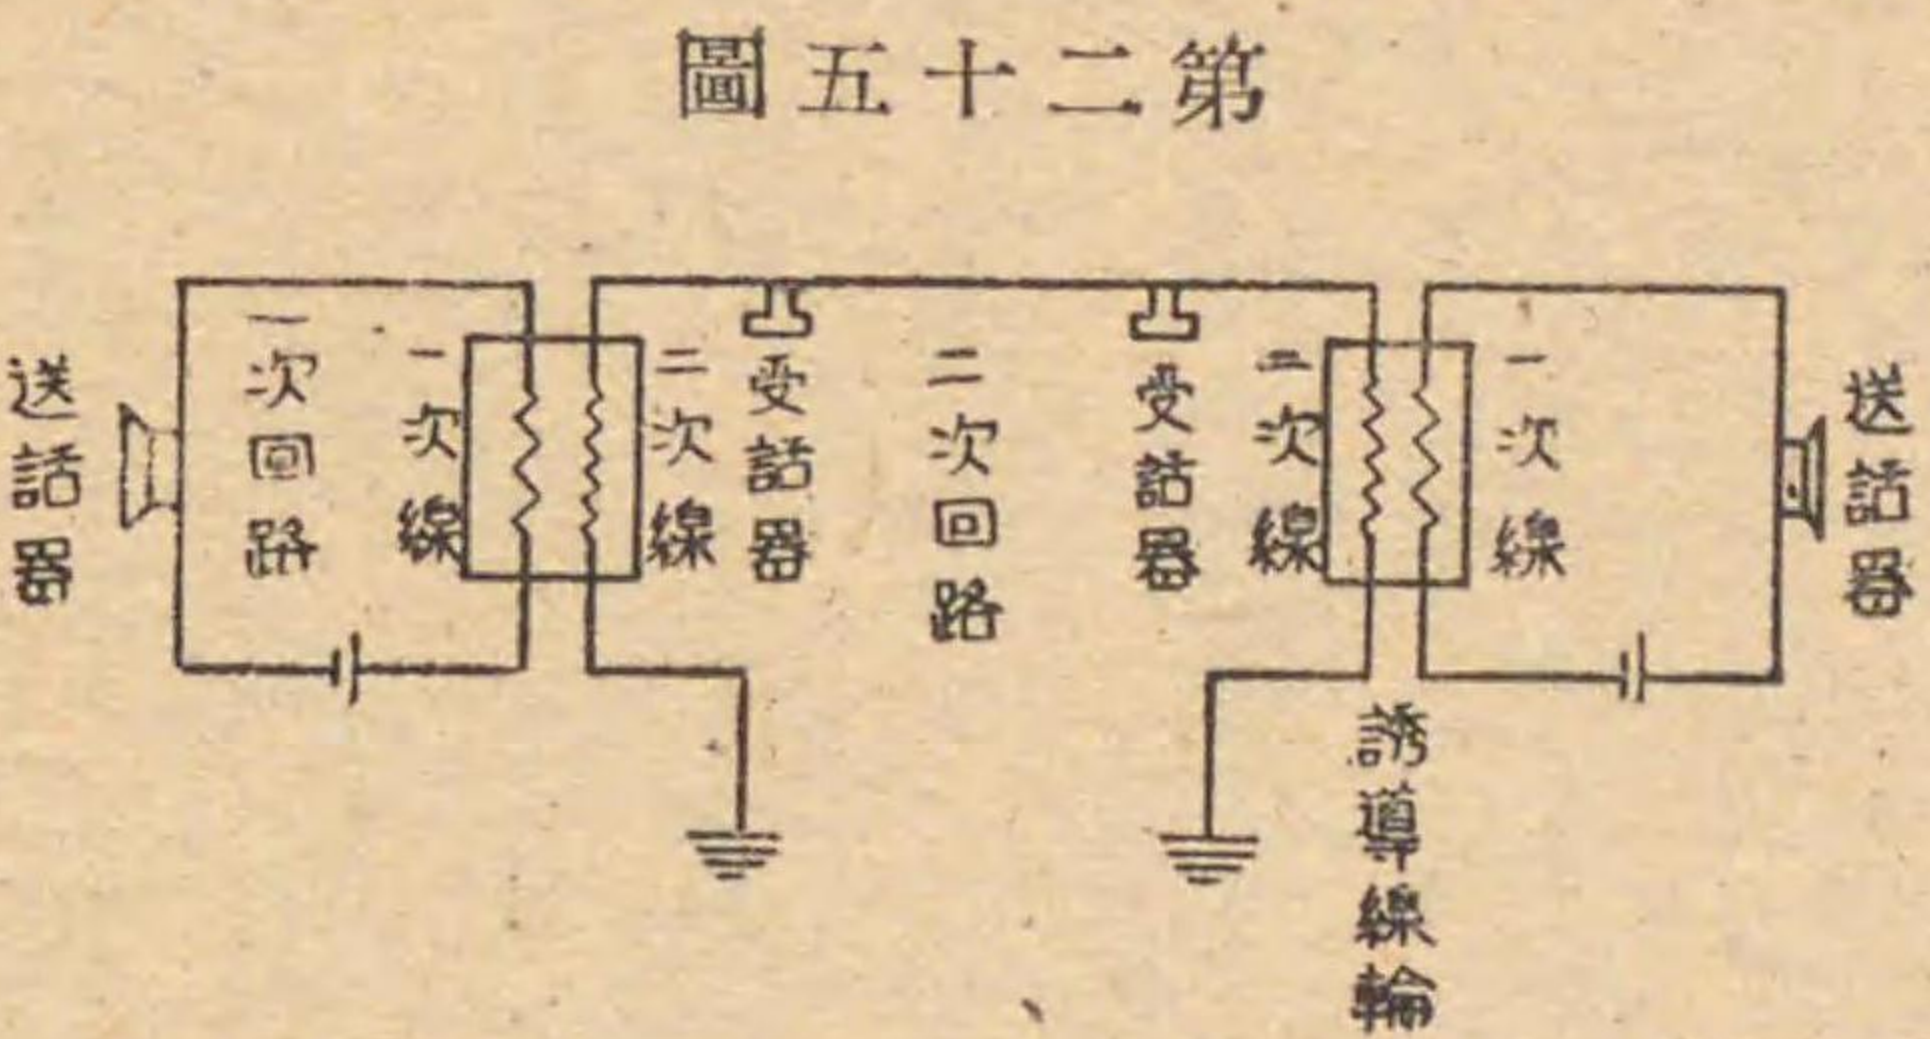 第二十五圖
送話器
一次線
二次線
受話器
二次回路
受話器
二次線
一次線
一次回路
送話器
誘導線輪